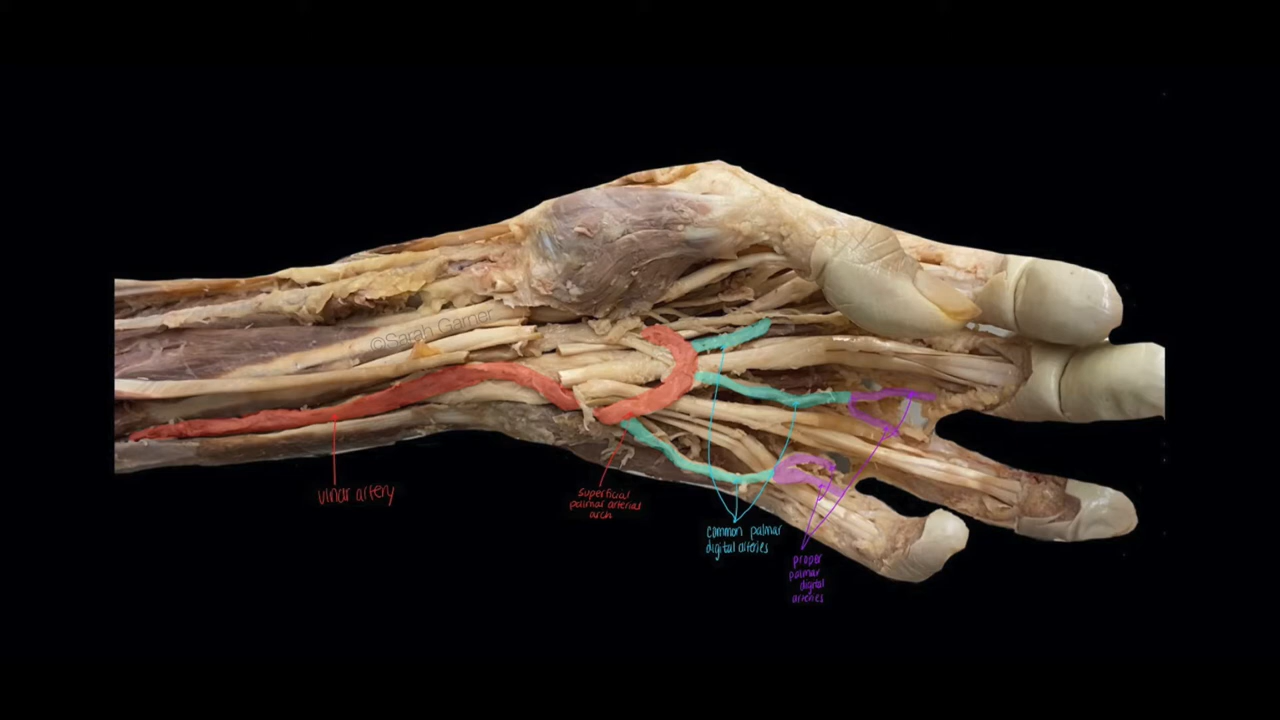 ©Sarah Garner
ulnar artery
superficial
palmar arterial
arch
common palmar
digital arteries
proper
palmar
digital
arteries